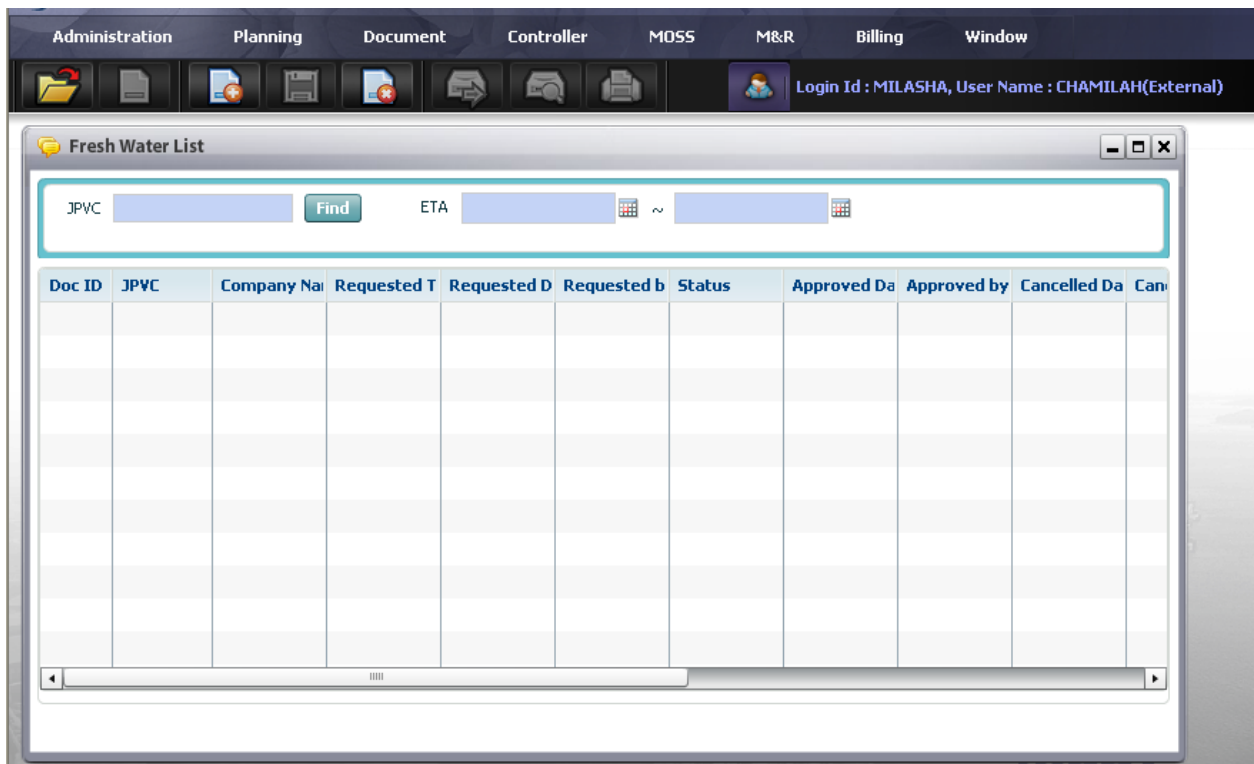 Administration Planning Document Controller MOSS M&R Billing Window
Login Id : MILASHA, User Name : CHAMILAH(External)
Fresh Water List
JPVC Find ETA ~
Doc ID JPVC Company Nai Requested T Requested D Requested b Status Approved Da Approved by Cancelled Da Can